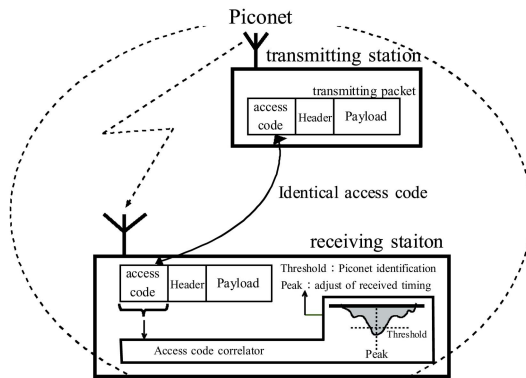 Piconet
transmitting station
transmitting packet
access
code
Header
Payload
Identical access code
receiving staiton
access
code
Header
Payload
Threshold：Piconet identification
Peak：adjust of received timing
Threshold
Access code correlator
Peak